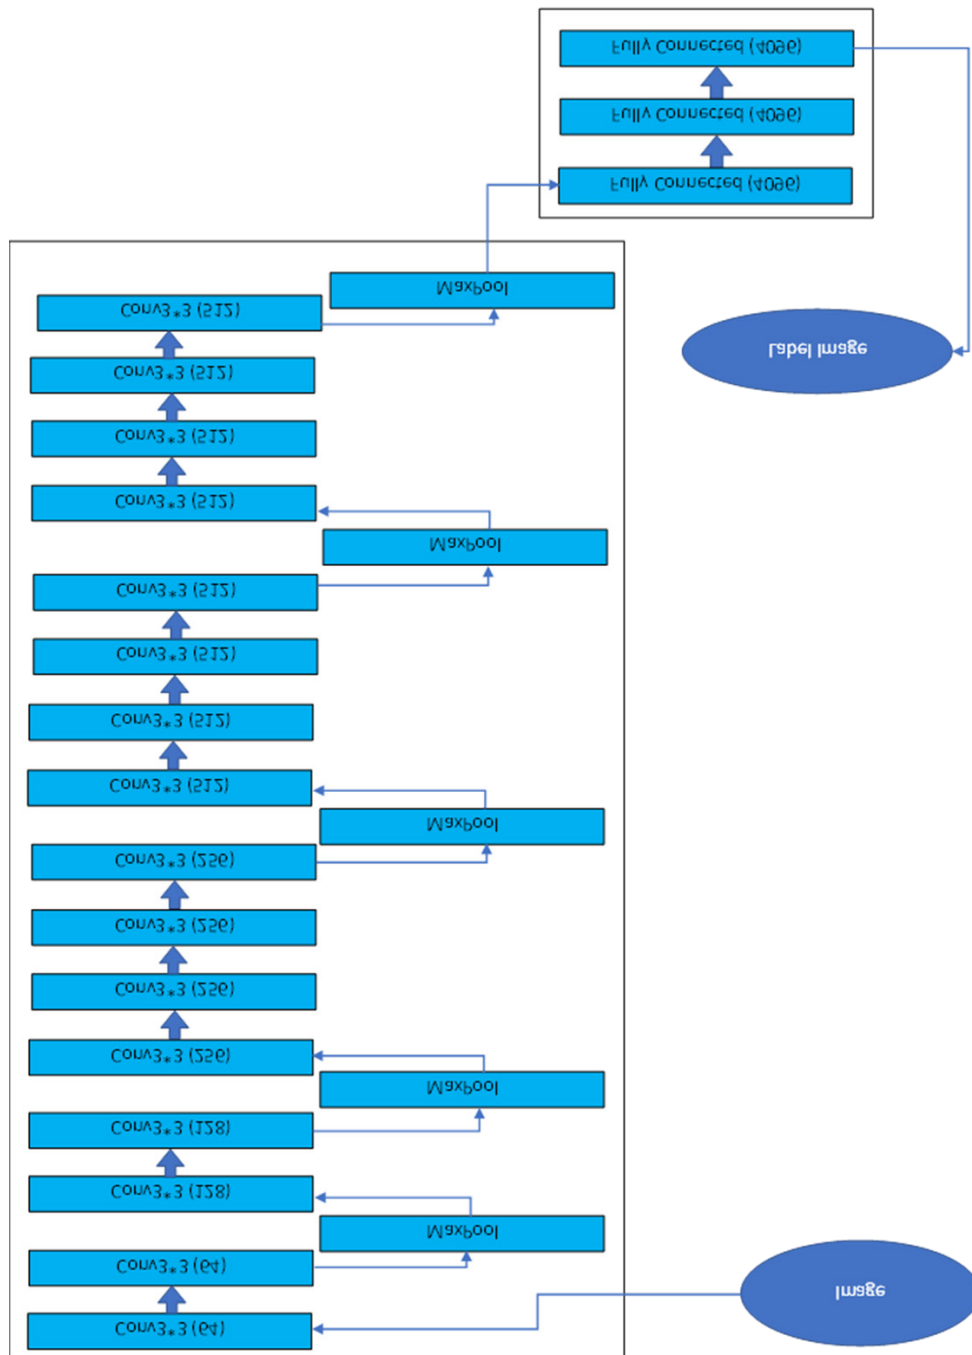 Fully Connected (4096)
Fully Connected (4096)
Fully Connected (4096)
MaxPool
Conv3*3 (512)
Label Image
Conv3*3 (512)
Conv3*3 (512)
Conv3*3 (512)
MaxPool
Conv3*3 (512)
Conv3*3 (512)
Conv3*3 (512)
Conv3*3 (512)
MaxPool
Conv3*3 (256)
Conv3*3 (256)
Conv3*3 (256)
Conv3*3 (256)
MaxPool
Conv3*3 (128)
Conv3*3 (128)
MaxPool
Conv3*3 (64)
Image
Conv3*3 (64)